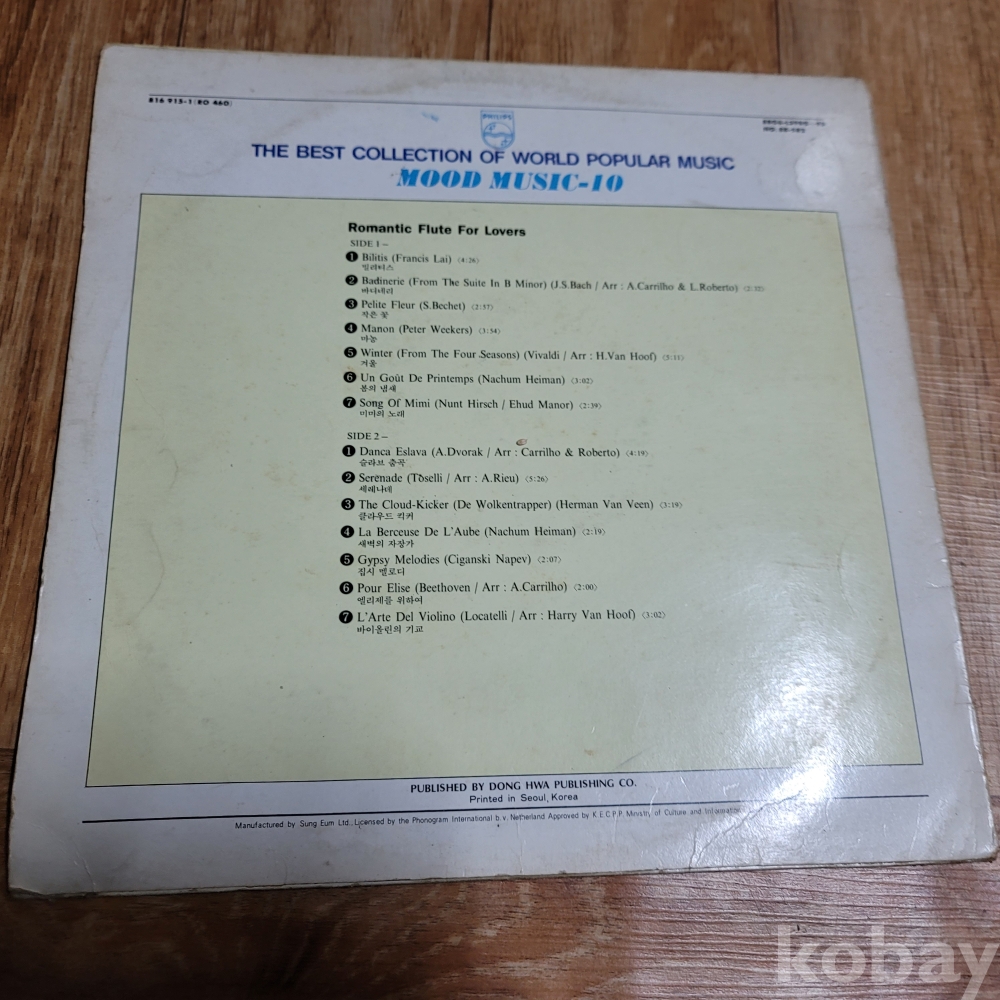 816 915-1 (RO 460)
PHILIPS
THE BEST COLLECTION OF WORLD POPULAR MUSIC
MOOD MUSIC-10
Romantic Flute For Lovers
SIDE 1 –
❶ Bilitis (Francis Lai) 〈4:26〉
빌리티스
❷ Badinerie (From The Suite In B Minor) (J.S.Bach / Arr : A.Carrilho & L.Roberto) 〈2:32〉
바디네리
❸ Petite Fleur (S.Bechet) 〈2:57〉
작은 꽃
❹ Manon (Peter Weekers) 〈3:54〉
마농
❺ Winter (From The Four Seasons) (Vivaldi / Arr : H.Van Hoof) 〈5:11〉
겨울
❻ Un Goût De Printemps (Nachum Heiman) 〈3:02〉
봄의 냄새
❼ Song Of Mimi (Nunt Hirsch / Ehud Manor) 〈2:39〉
미미의 노래
SIDE 2 –
❶ Danca Eslava (A.Dvorak / Arr : Carrilho & Roberto) 〈4:19〉
슬라브 춤곡
❷ Serenade (Toselli / Arr : A.Rieu) 〈5:26〉
세레나데
❸ The Cloud-Kicker (De Wolkentrapper) (Herman Van Veen) 〈3:19〉
클라우드 킥커
❹ La Berceuse De L'Aube (Nachum Heiman) 〈2:19〉
새벽의 자장가
❺ Gypsy Melodies (Ciganski Napev) 〈2:07〉
집시 멜로디
❻ Pour Elise (Beethoven / Arr : A.Carrilho) 〈2:00〉
엘리제를 위하여
❼ L'Arte Del Violino (Locatelli / Arr : Harry Van Hoof) 〈3:02〉
바이올린의 기교
PUBLISHED BY DONG HWA PUBLISHING CO.
Printed in Seoul, Korea
Manufactured by Sung Eum Ltd., Licensed by the Phonogram International b.v. Netherland Approved by K.E.C.P.P. Ministry of Culture and Information
kobay